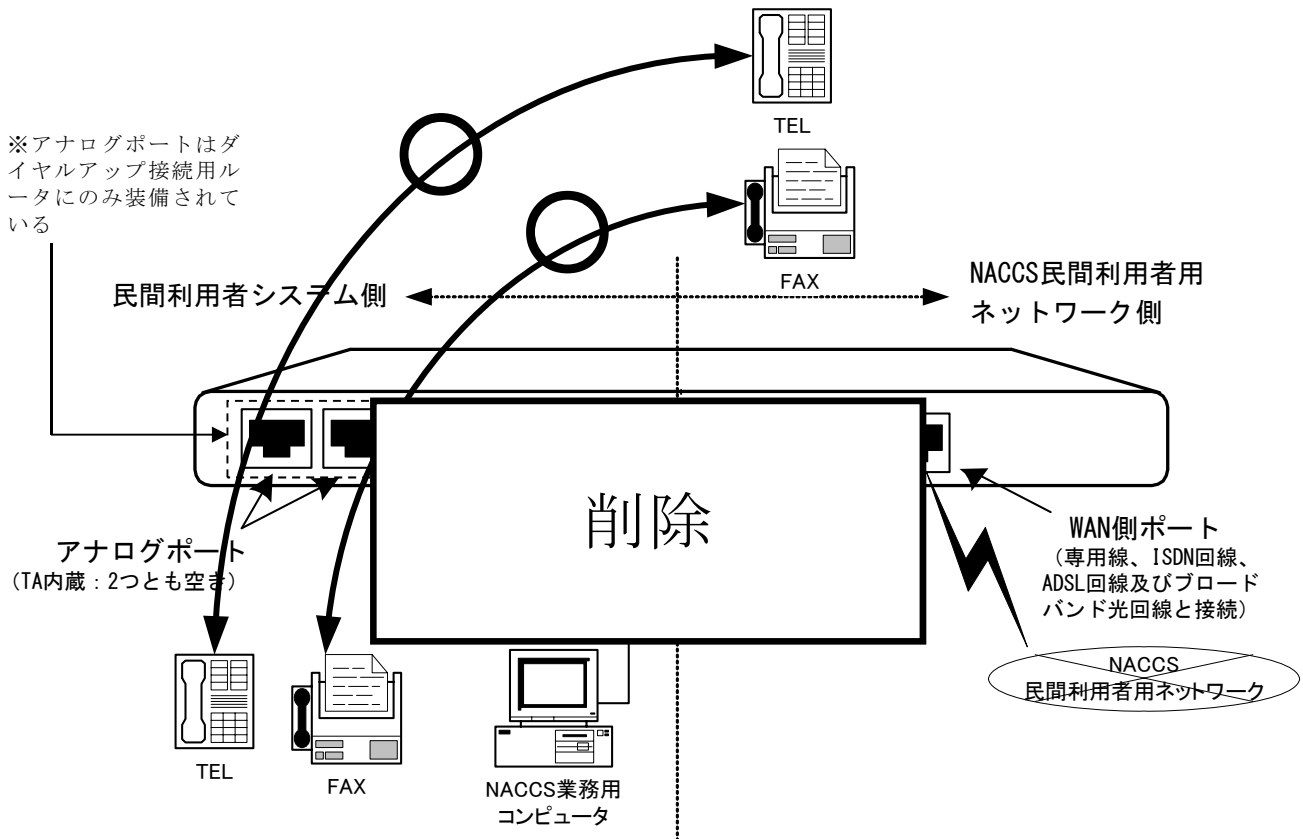 TEL
※アナログポートはダ
イヤルアップ接続用ル
ータにのみ装備されて
いる
FAX
民間利用者システム側
NACCS民間利用者用
ネットワーク側
削除
アナログポート
(TA内蔵：2つとも空き)
WAN側ポート
(専用線、ISDN回線、
ADSL回線及びブロード
バンド光回線と接続)
NACCS
民間利用者用ネットワーク
TEL
FAX
NACCS業務用
コンピュータ